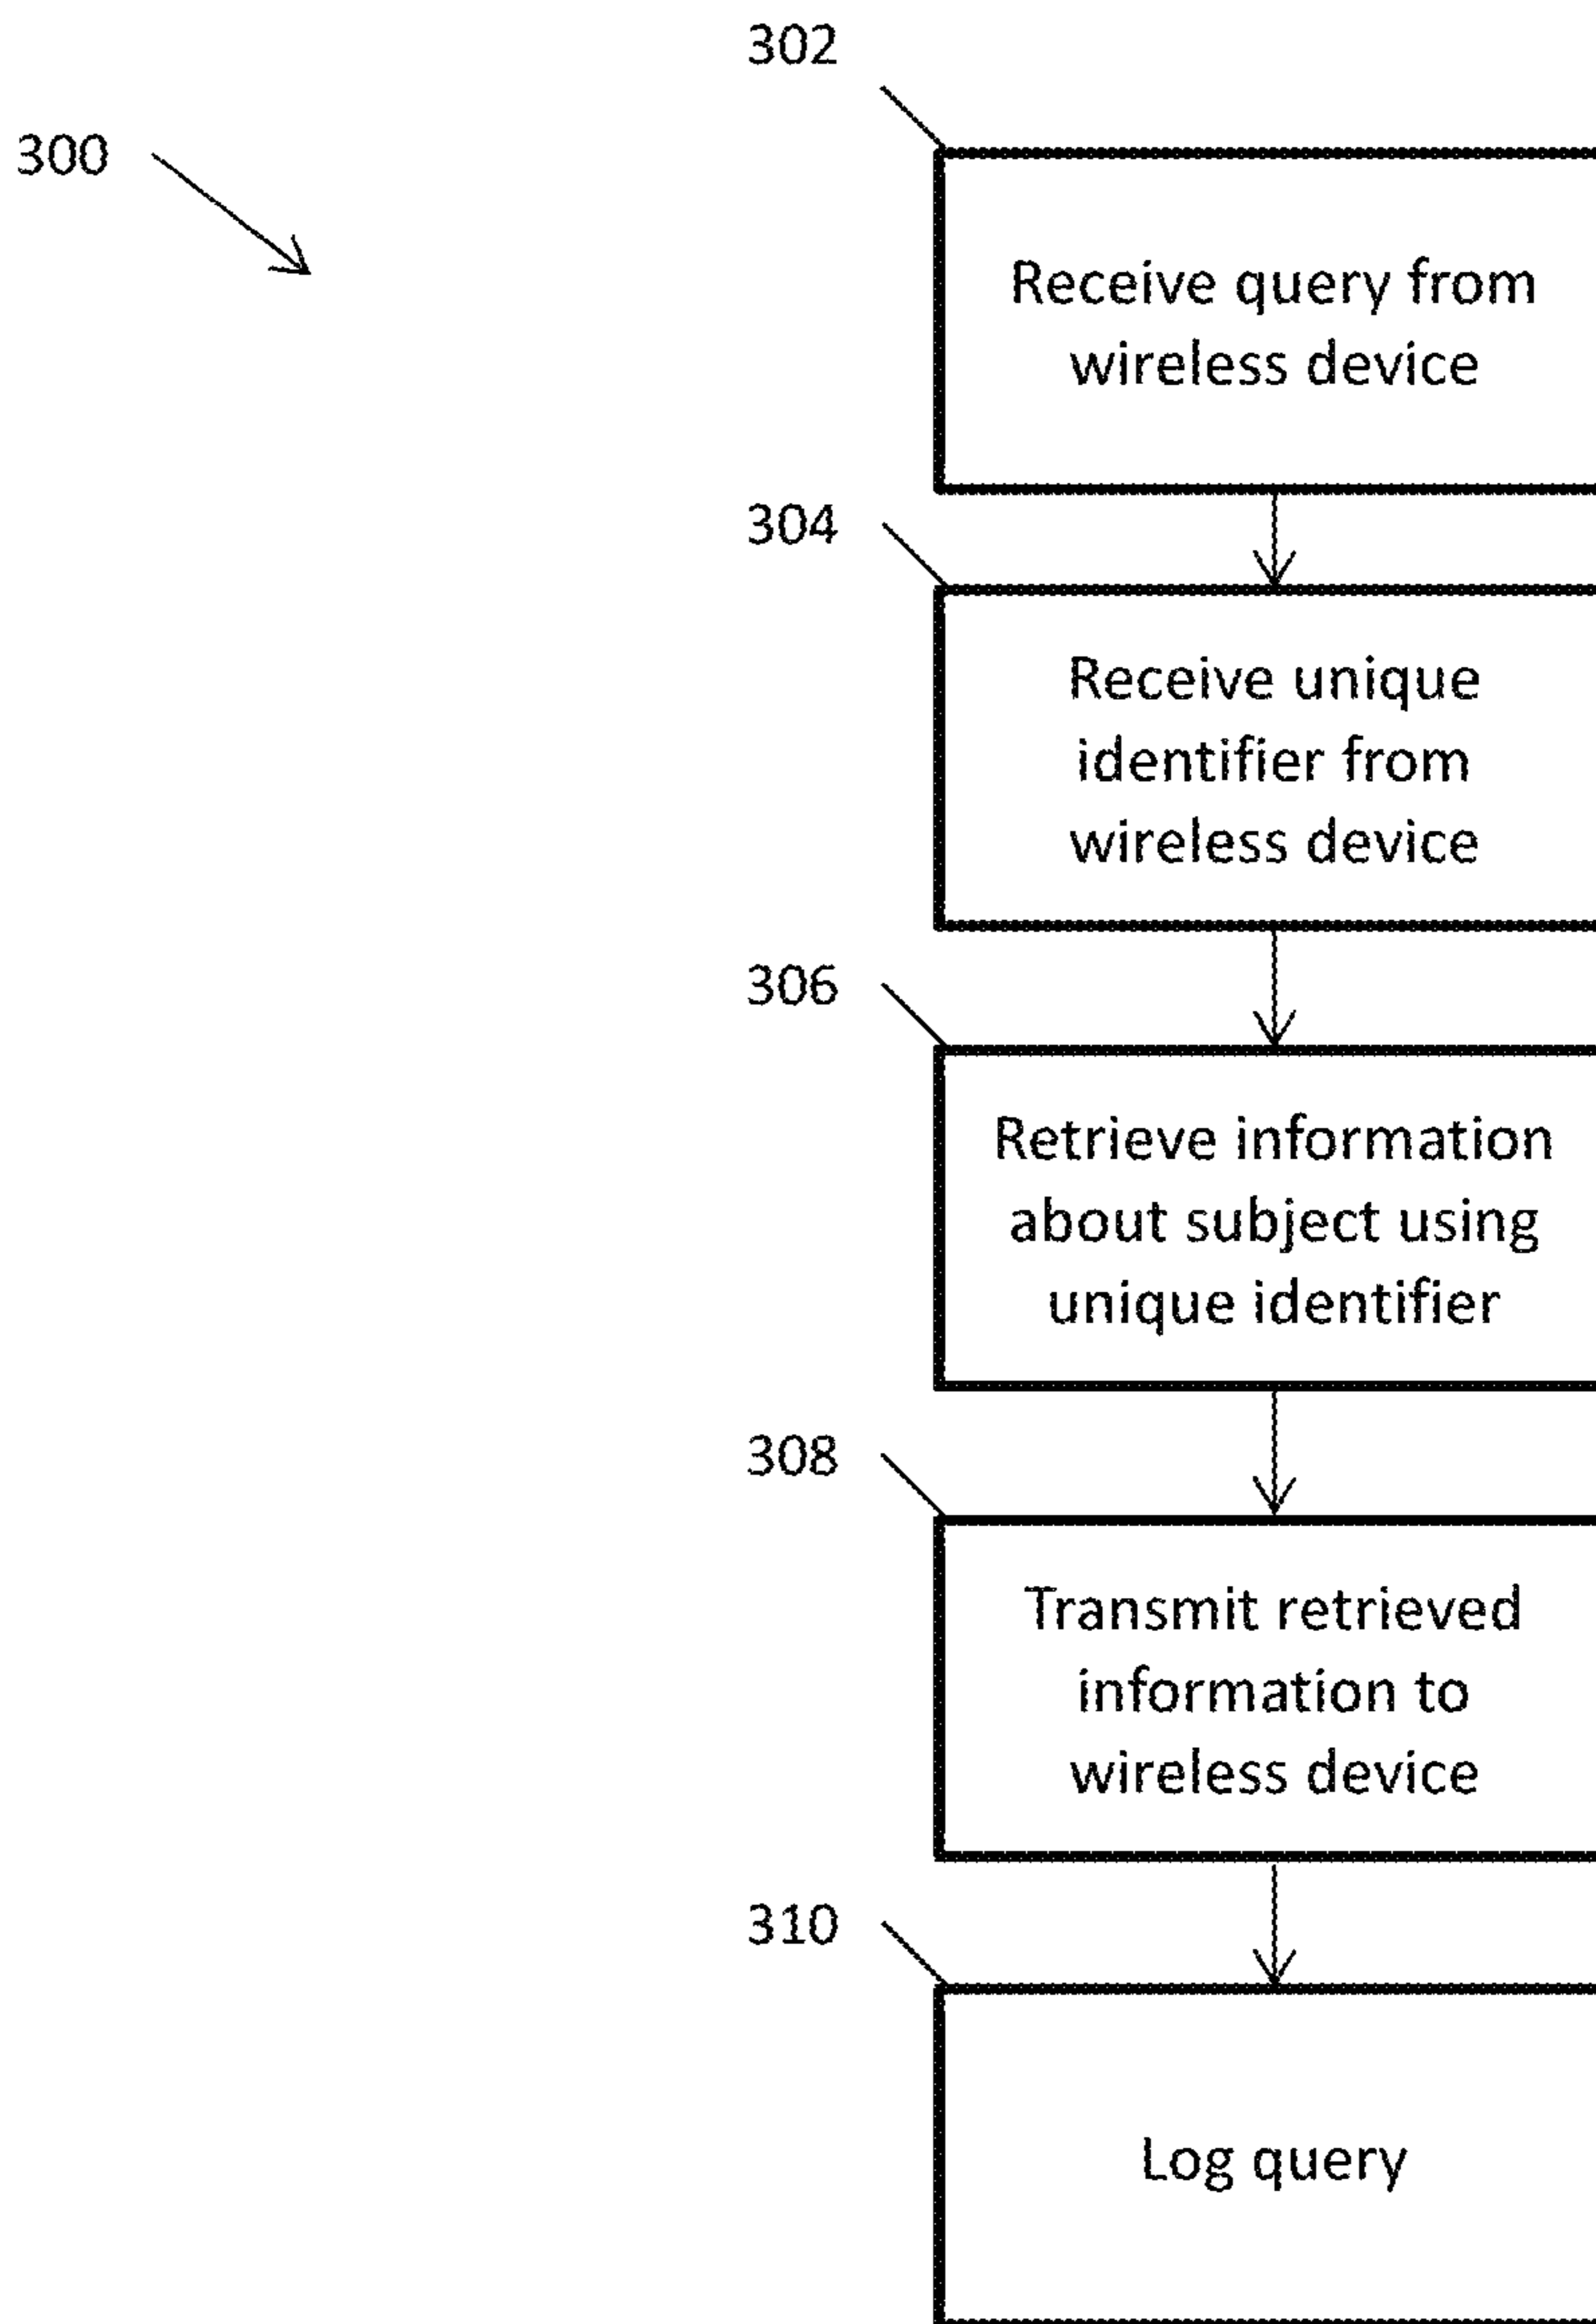 302
300
Receive query from
wireless device
304
Receive unique
identifier from
wireless device
306
Retrieve information
about subject using
unique identifier
308
Transmit retrieved
information to
wireless device
310
Log query